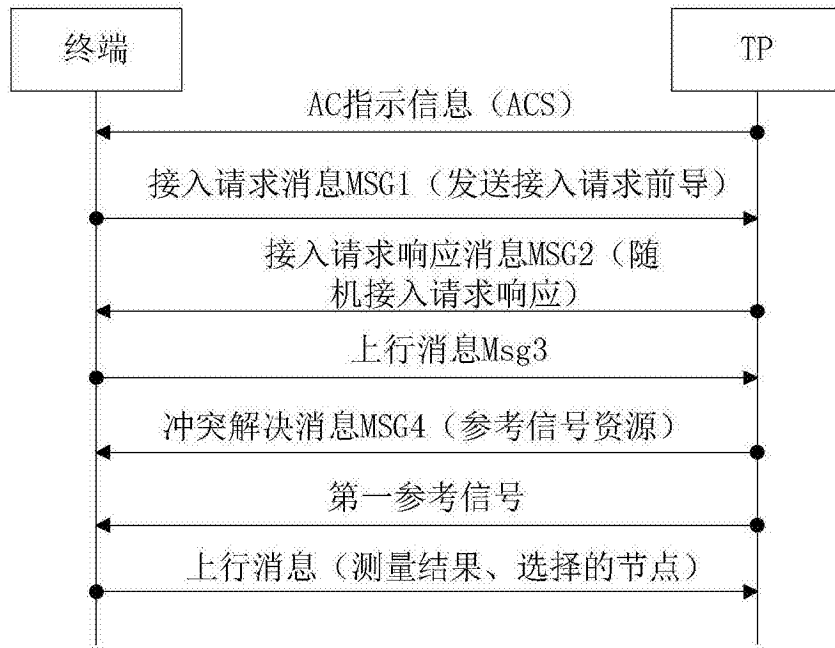 终端
TP
AC指示信息（ACS）
接入请求消息MSG1（发送接入请求前导）
接入请求响应消息MSG2（随
机接入请求响应）
上行消息Msg3
冲突解决消息MSG4（参考信号资源）
第一参考信号
上行消息（测量结果、选择的节点）